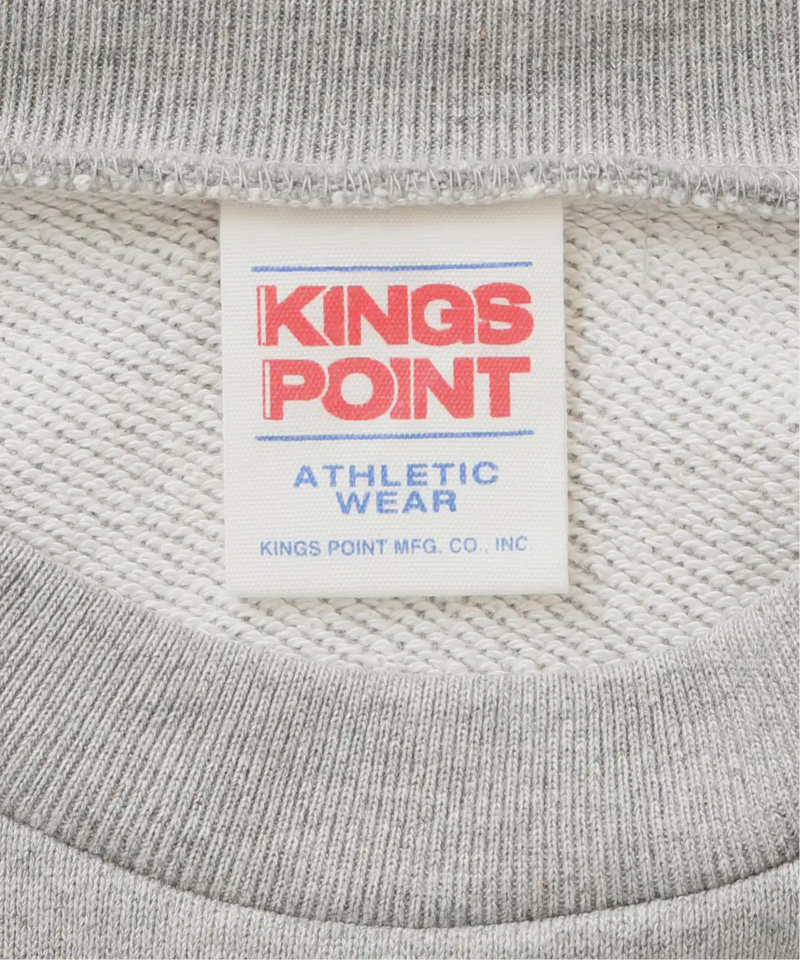 KINGS
POINT
ATHLETIC
WEAR
KINGS POINT MFG. CO., INC.